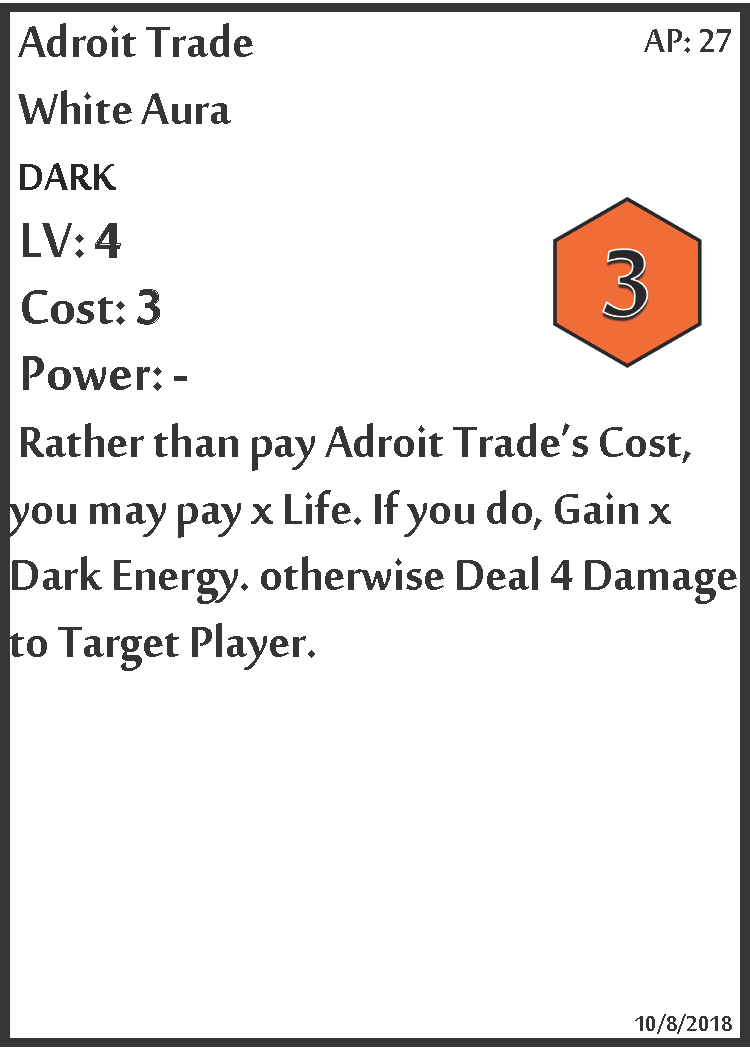 Adroit Trade
AP: 27
White Aura
DARK
LV: 4
Cost: 3
3
Power: -
Rather than pay Adroit Trade’s Cost,
you may pay x Life. If you do, Gain x
Dark Energy. otherwise Deal 4 Damage
to Target Player.
10/8/2018